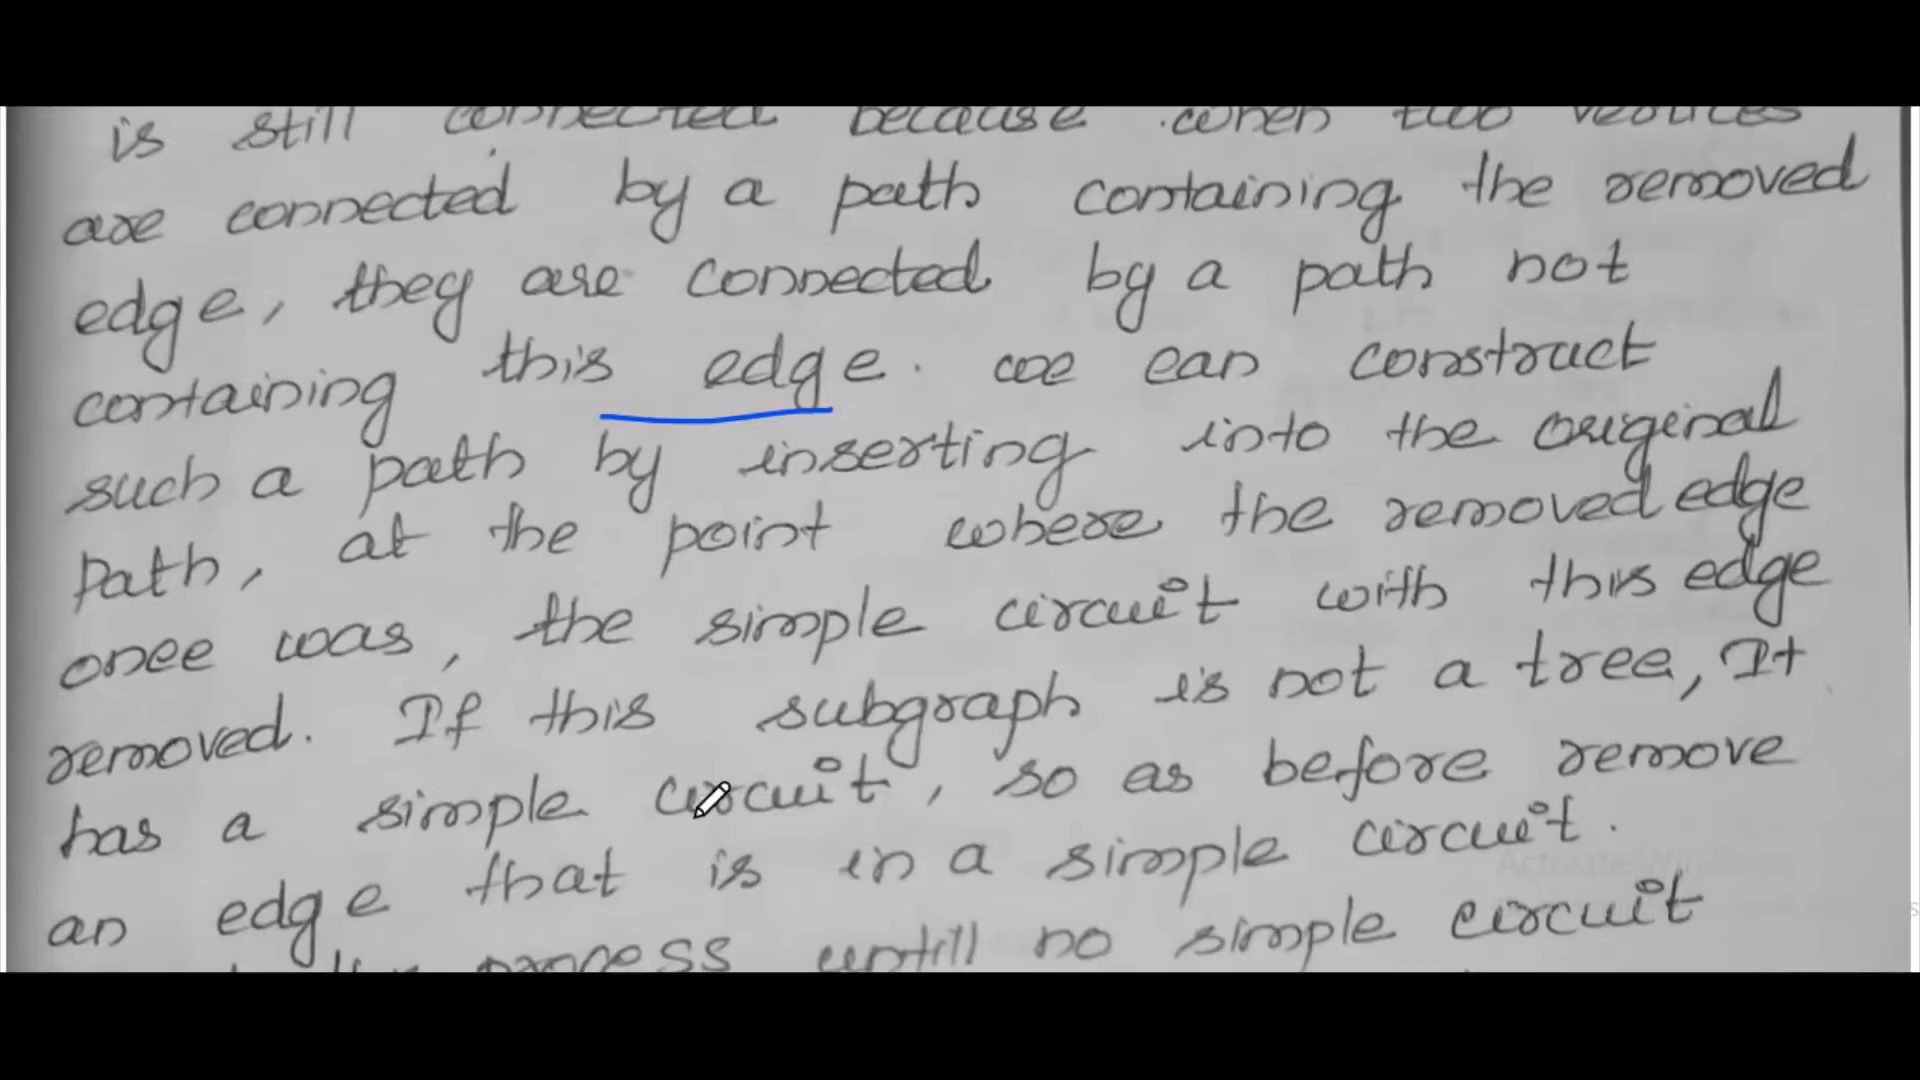 is still connected because when two vertices
are connected by a path containing the removed
edge, they are connected by a path not
containing this edge. we can construct
such a path by inserting into the original
Path, at the point where the removed edge
once was, the simple circuit with this edge
removed. If this subgraph is not a tree, It
has a simple circuit, so as before remove
an edge that is in a simple circuit.
process untill no simple circuit